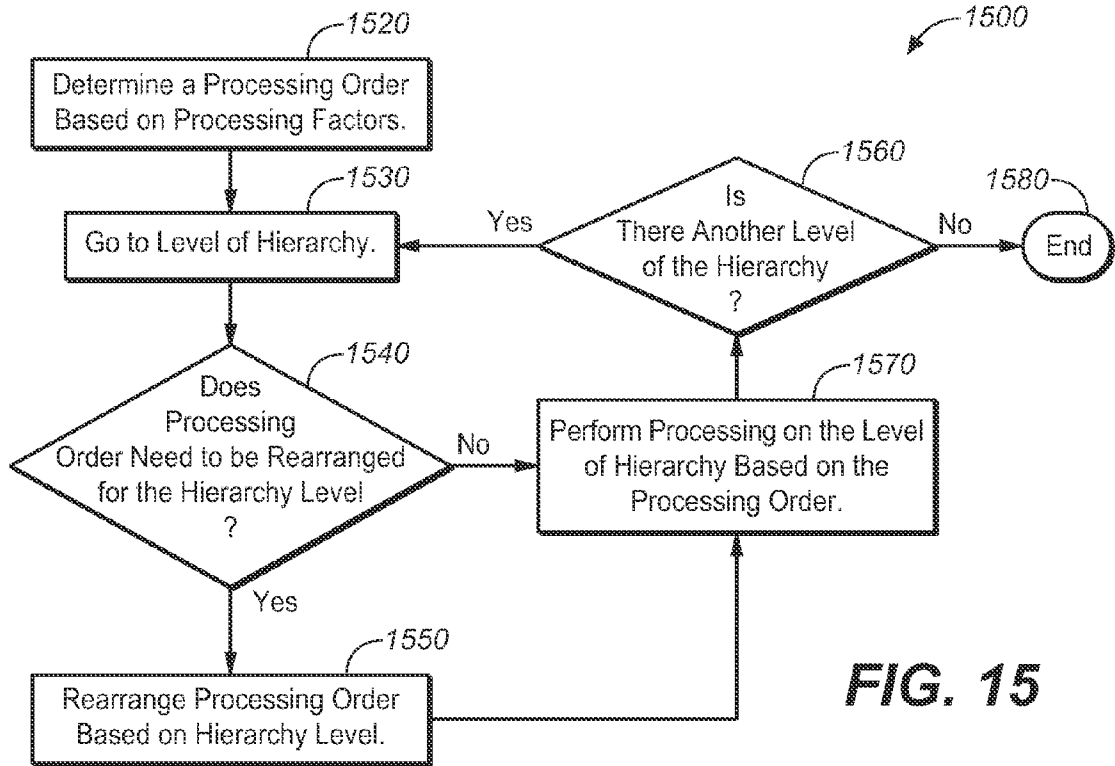 1520
1500
Determine a Processing Order
Based on Processing Factors.
1530
Go to Level of Hierarchy.
1560
Is
There Another Level
of the Hierarchy
?
Yes
No
1580
End
1540
Does
Processing
Order Need to be Rearranged
for the Hierarchy Level
?
No
Yes
1570
Perform Processing on the Level
of Hierarchy Based on the
Processing Order.
1550
Rearrange Processing Order
Based on Hierarchy Level.
FIG. 15